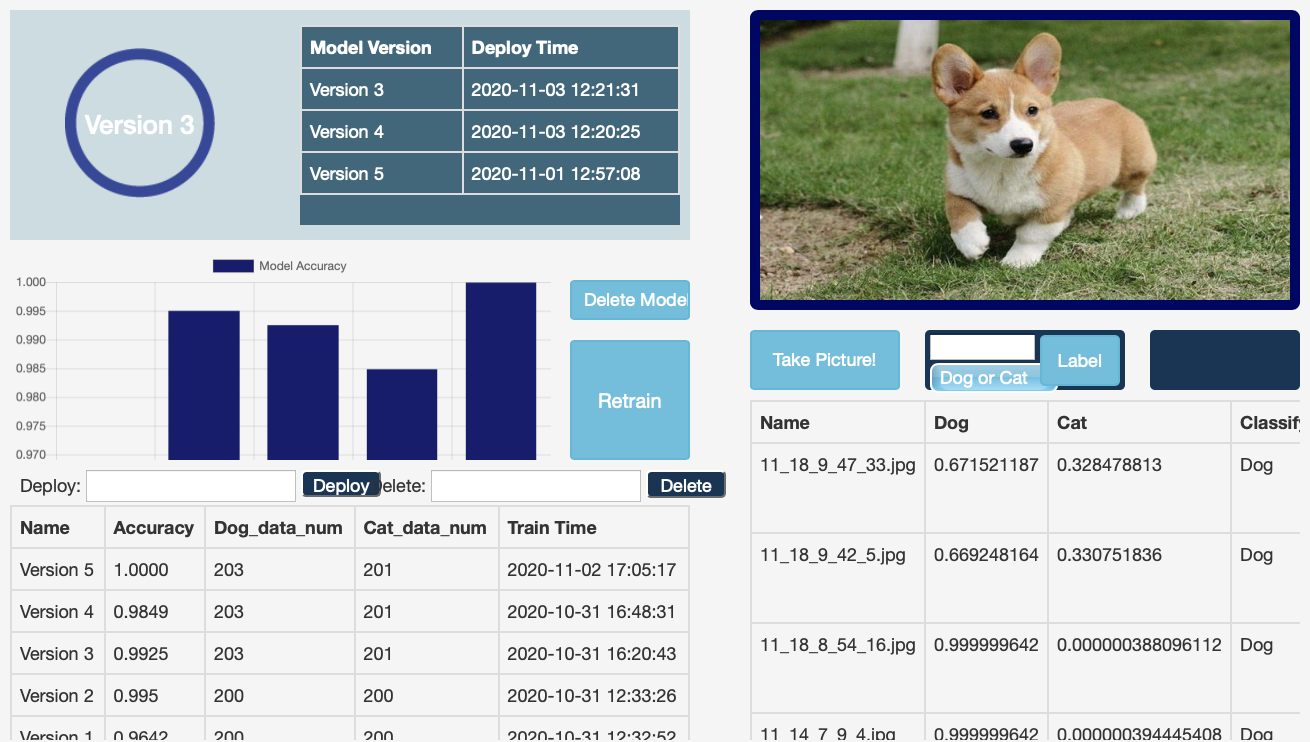 Version 3
Model Version Deploy Time
Version 3 2020-11-03 12:21:31
Version 4 2020-11-03 12:20:25
Version 5 2020-11-01 12:57:08
Model Accuracy
1.000
0.995
0.990
0.985
0.980
0.975
0.970
Delete Model
Retrain
Deploy: Deploy Delete: Delete
Name Accuracy Dog_data_num Cat_data_num Train Time
Version 5 1.0000 203 201 2020-11-02 17:05:17
Version 4 0.9849 203 201 2020-10-31 16:48:31
Version 3 0.9925 203 201 2020-10-31 16:20:43
Version 2 0.995 200 200 2020-10-31 12:33:26
Version 1 0.9642 200 200 2020-10-31 12:32:52
Take Picture!
Dog or Cat
Label
Name Dog Cat Classify
11_18_9_47_33.jpg 0.671521187 0.328478813 Dog
11_18_9_42_5.jpg 0.669248164 0.330751836 Dog
11_18_8_54_16.jpg 0.999999642 0.000000388096112 Dog
11_14_7_9_4.jpg 0.999999642 0.000000394445408 Dog